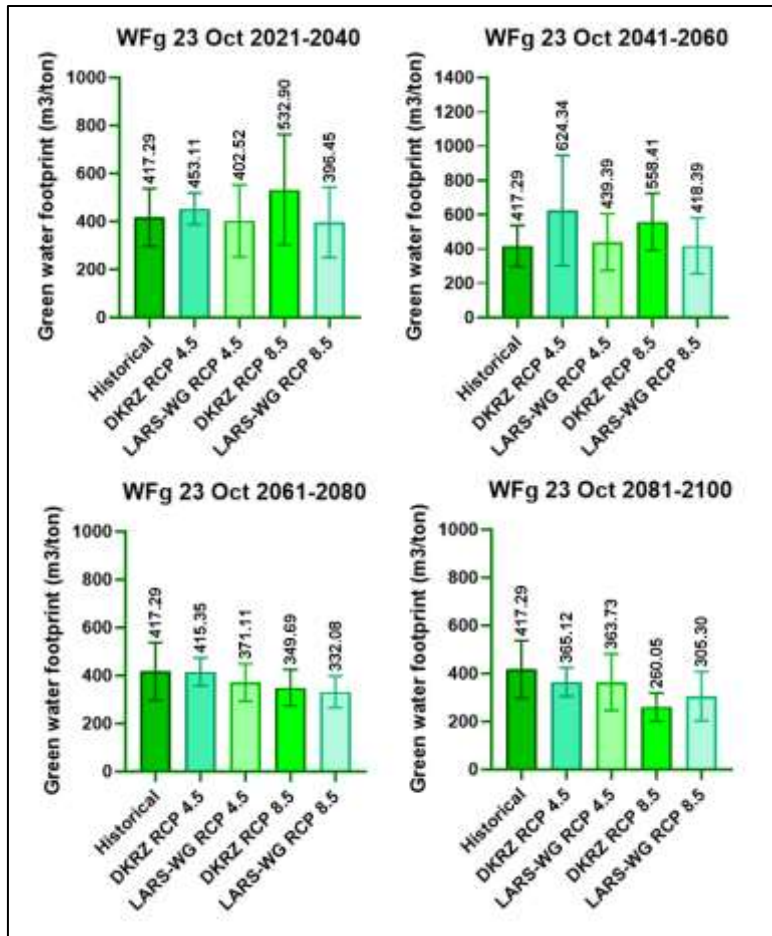 WFg 23 Oct 2021-2040
Green water footprint (m3/ton)
1000
800
600
400
200
0
417.29
453.11
402.52
532.90
396.45
Historical
DKRZ RCP 4.5
LARS-WG RCP 4.5
DKRZ RCP 8.5
LARS-WG RCP 8.5
WFg 23 Oct 2041-2060
Green water footprint (m3/ton)
1400
1200
1000
800
600
400
200
0
417.29
624.34
439.39
558.41
418.39
Historical
DKRZ RCP 4.5
LARS-WG RCP 4.5
DKRZ RCP 8.5
LARS-WG RCP 8.5
WFg 23 Oct 2061-2080
Green water footprint (m3/ton)
1000
800
600
400
200
0
417.29
415.35
371.11
349.69
332.08
Historical
DKRZ RCP 4.5
LARS-WG RCP 4.5
DKRZ RCP 8.5
LARS-WG RCP 8.5
WFg 23 Oct 2081-2100
Green water footprint (m3/ton)
1000
800
600
400
200
0
417.29
365.12
363.73
260.05
305.30
Historical
DKRZ RCP 4.5
LARS-WG RCP 4.5
DKRZ RCP 8.5
LARS-WG RCP 8.5